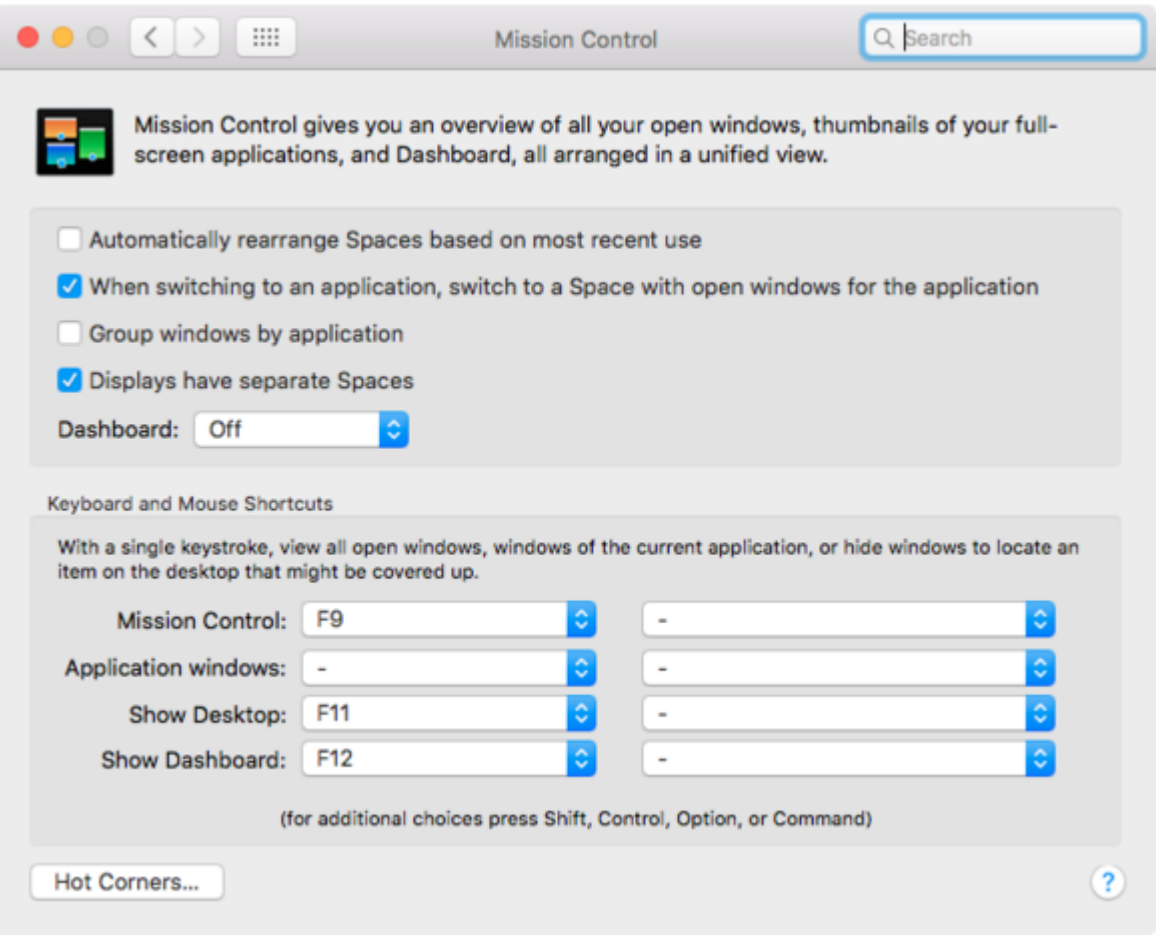 Mission Control
Search
Mission Control gives you an overview of all your open windows, thumbnails of your full-
screen applications, and Dashboard, all arranged in a unified view.
Automatically rearrange Spaces based on most recent use
When switching to an application, switch to a Space with open windows for the application
Group windows by application
Displays have separate Spaces
Dashboard: Off
Keyboard and Mouse Shortcuts
With a single keystroke, view all open windows, windows of the current application, or hide windows to locate an
item on the desktop that might be covered up.
Mission Control: F9 -
Application windows: - -
Show Desktop: F11 -
Show Dashboard: F12 -
(for additional choices press Shift, Control, Option, or Command)
Hot Corners... ?